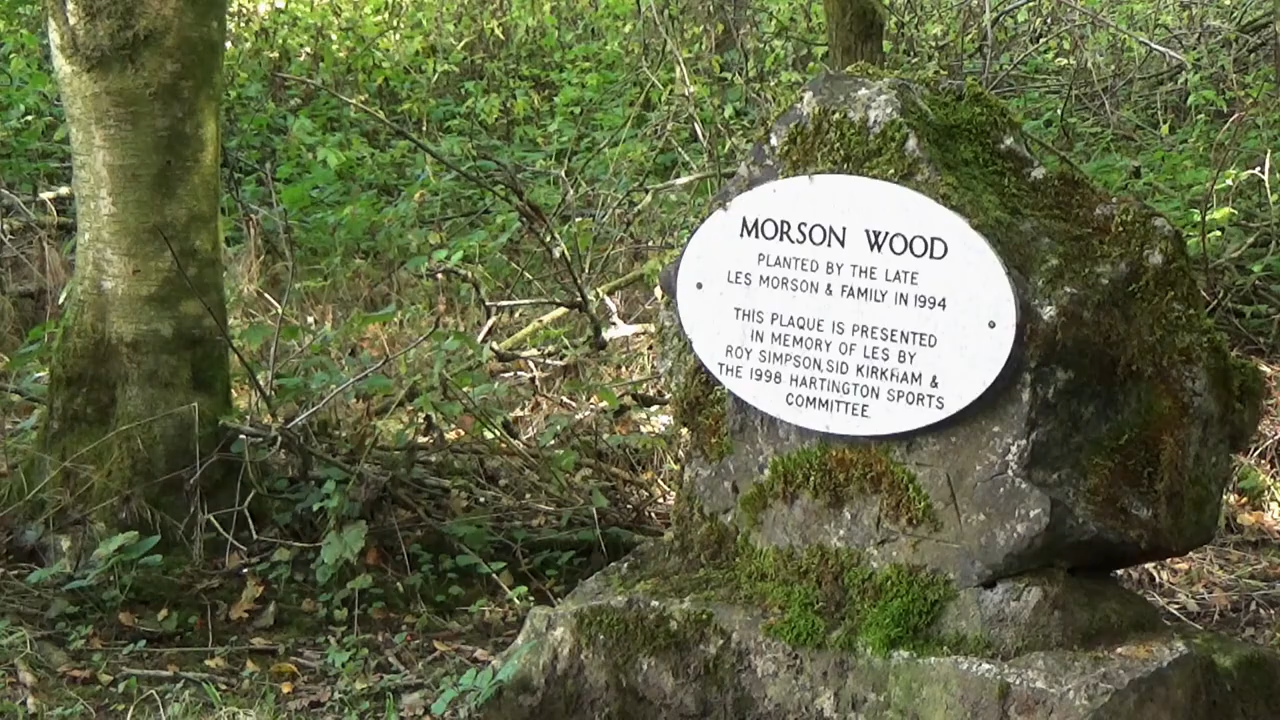 MORSON WOOD
PLANTED BY THE LATE
LES MORSON & FAMILY IN 1994
THIS PLAQUE IS PRESENTED
IN MEMORY OF LES BY
ROY SIMPSON, SID KIRKHAM &
THE 1998 HARTINGTON SPORTS
COMMITTEE